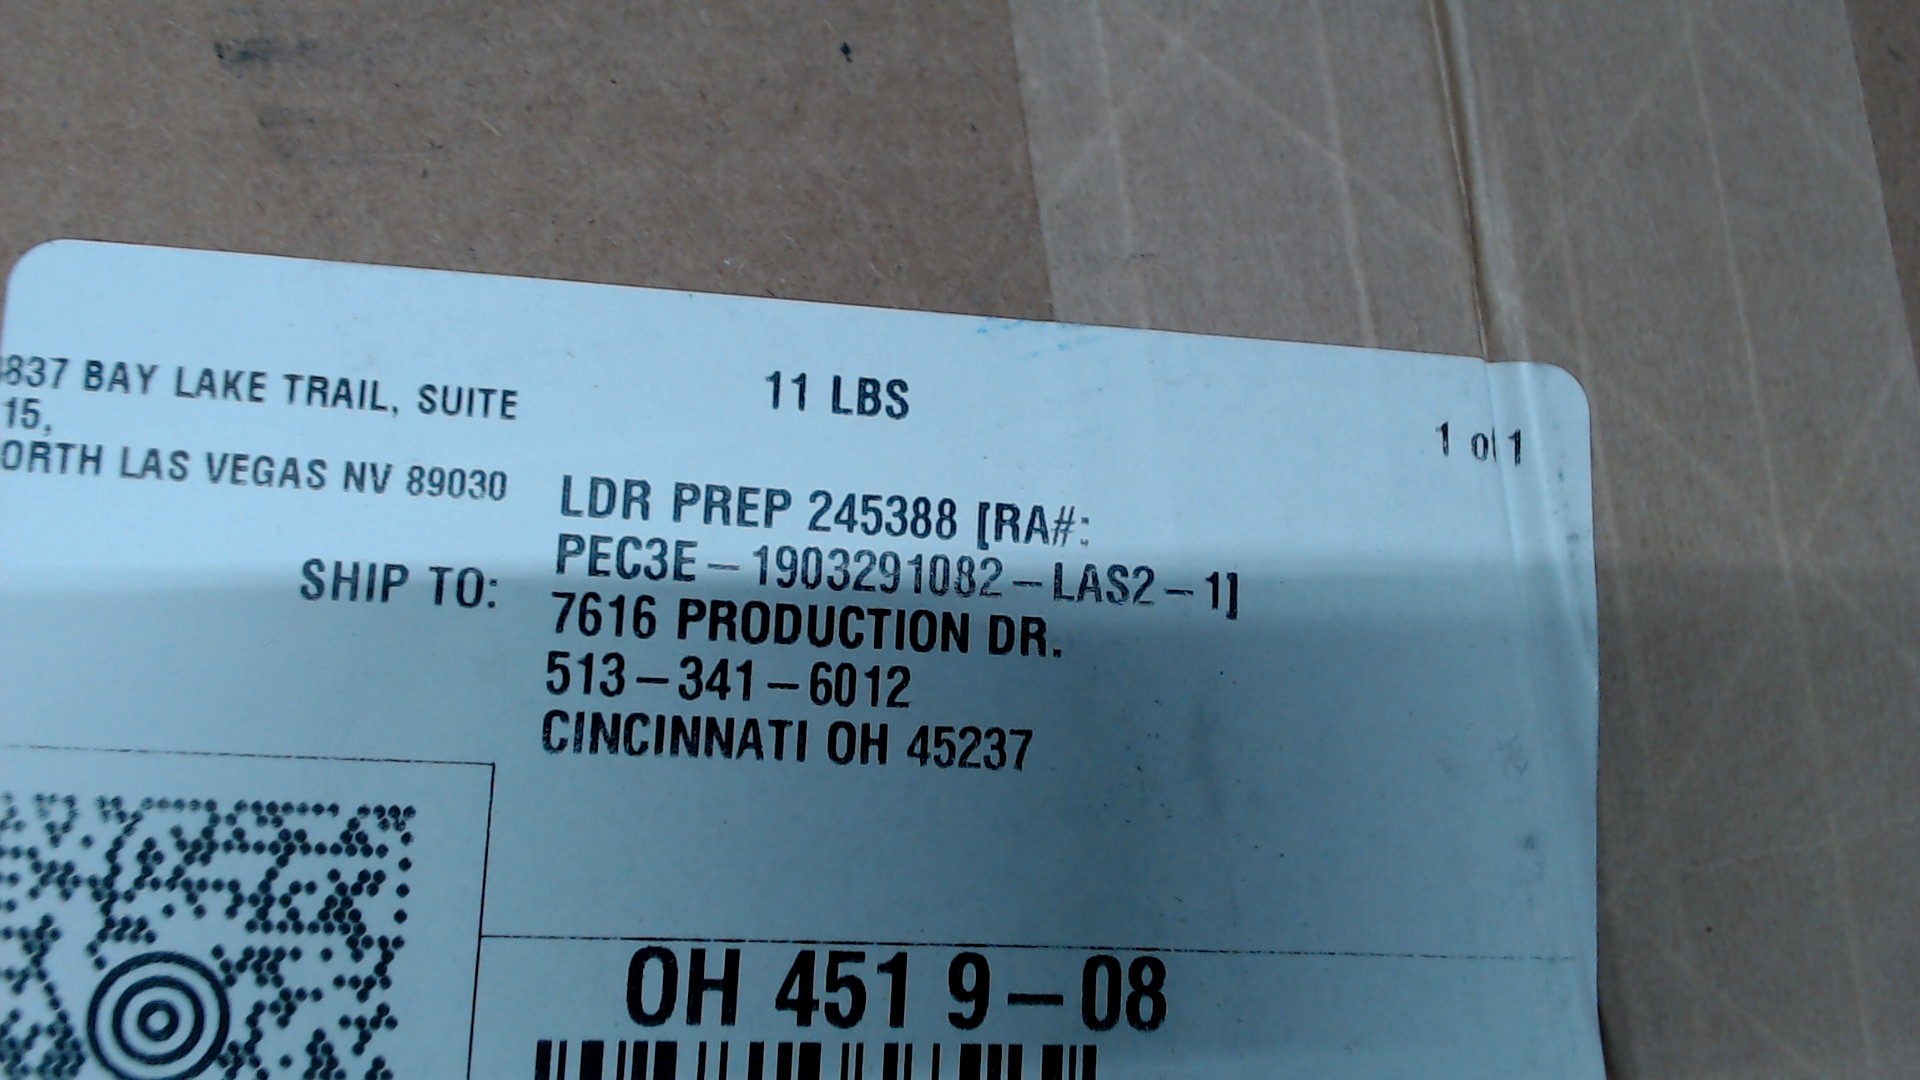 837 BAY LAKE TRAIL, SUITE
15,
ORTH LAS VEGAS NV 89030
11 LBS
1 of 1
SHIP TO:
LDR PREP 245388 [RA#:
PEC3E-1903291082-LAS2-1]
7616 PRODUCTION DR.
513-341-6012
CINCINNATI OH 45237
OH 451 9-08